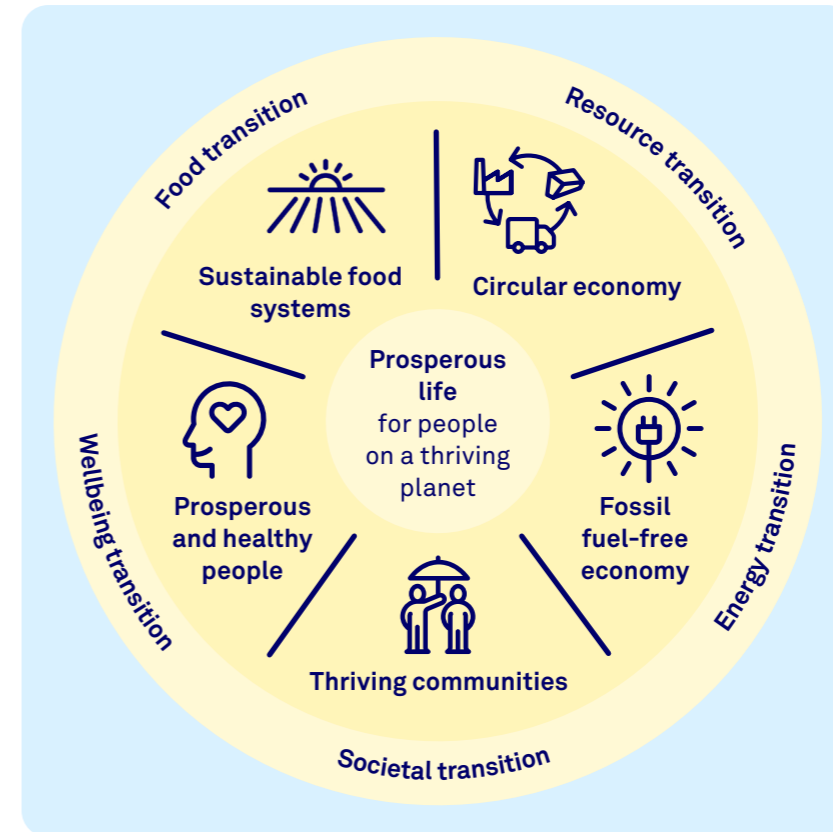 Food transition
Resource transition
Sustainable food
systems
Circular economy
Prosperous
life
for people
on a thriving
planet
Wellbeing transition
Prosperous
and healthy
people
Fossil
fuel-free
economy
Energy transition
Thriving communities
Societal transition